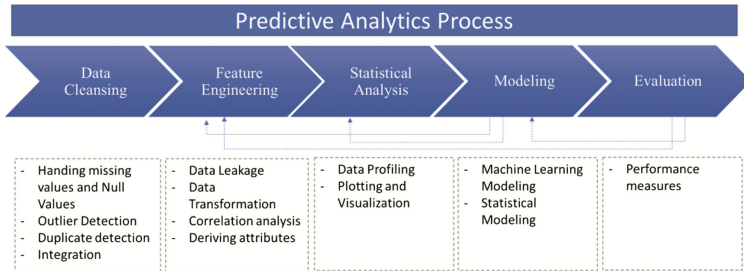 Predictive Analytics Process
Data
Cleansing
Feature
Engineering
Statistical
Analysis
Modeling
Evaluation
- Handing missing
values and Null
Values
- Outlier Detection
- Duplicate detection
- Integration
- Data Leakage
- Data
Transformation
- Correlation analysis
- Deriving attributes
- Data Profiling
- Plotting and
Visualization
- Machine Learning
Modeling
- Statistical
Modeling
- Performance
measures